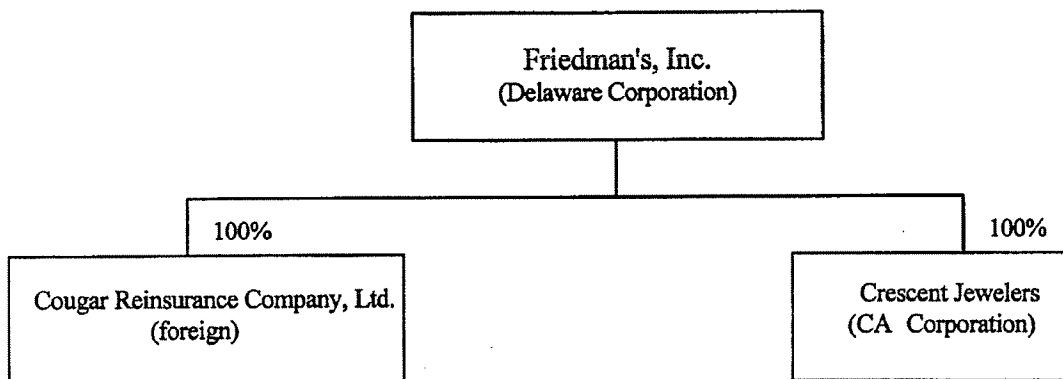 Friedman's, Inc.
(Delaware Corporation)
100%
100%
Cougar Reinsurance Company, Ltd.
(foreign)
Crescent Jewelers
(CA Corporation)